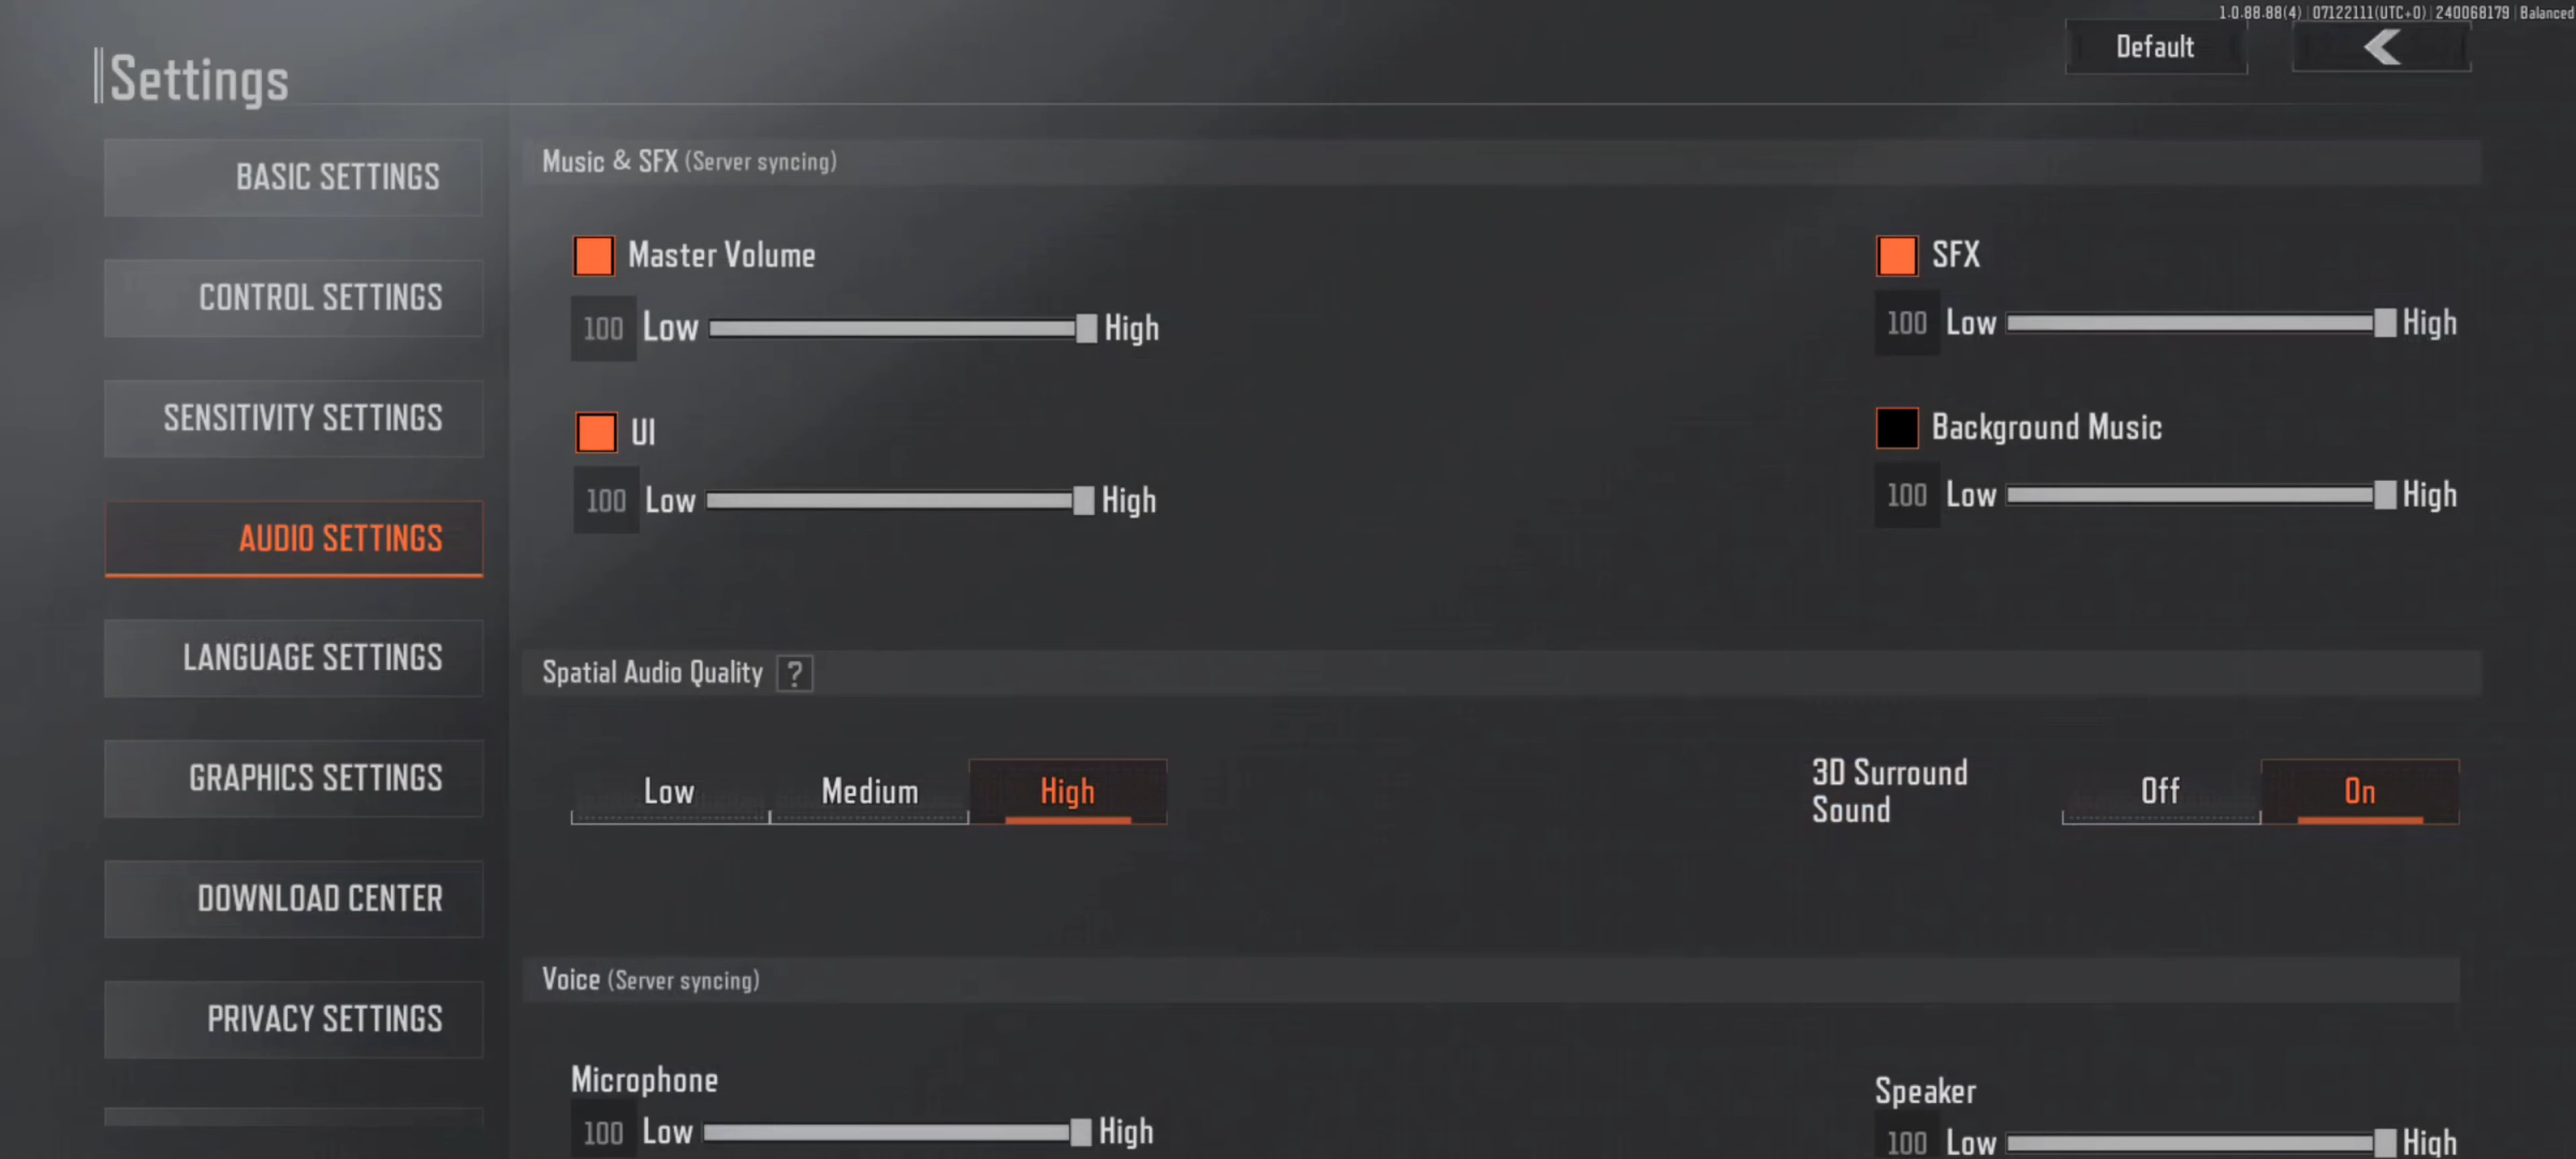 1.0.88.88(4) | 07122111(UTC+0) | 240068179 | Balanced
Settings
Default
BASIC SETTINGS
CONTROL SETTINGS
SENSITIVITY SETTINGS
AUDIO SETTINGS
LANGUAGE SETTINGS
GRAPHICS SETTINGS
DOWNLOAD CENTER
PRIVACY SETTINGS
Music & SFX (Server syncing)
Master Volume
100 Low High
SFX
100 Low High
UI
100 Low High
Background Music
100 Low High
Spatial Audio Quality ?
Low Medium High
3D Surround
Sound
Off On
Voice (Server syncing)
Microphone
100 Low High
Speaker
100 Low High